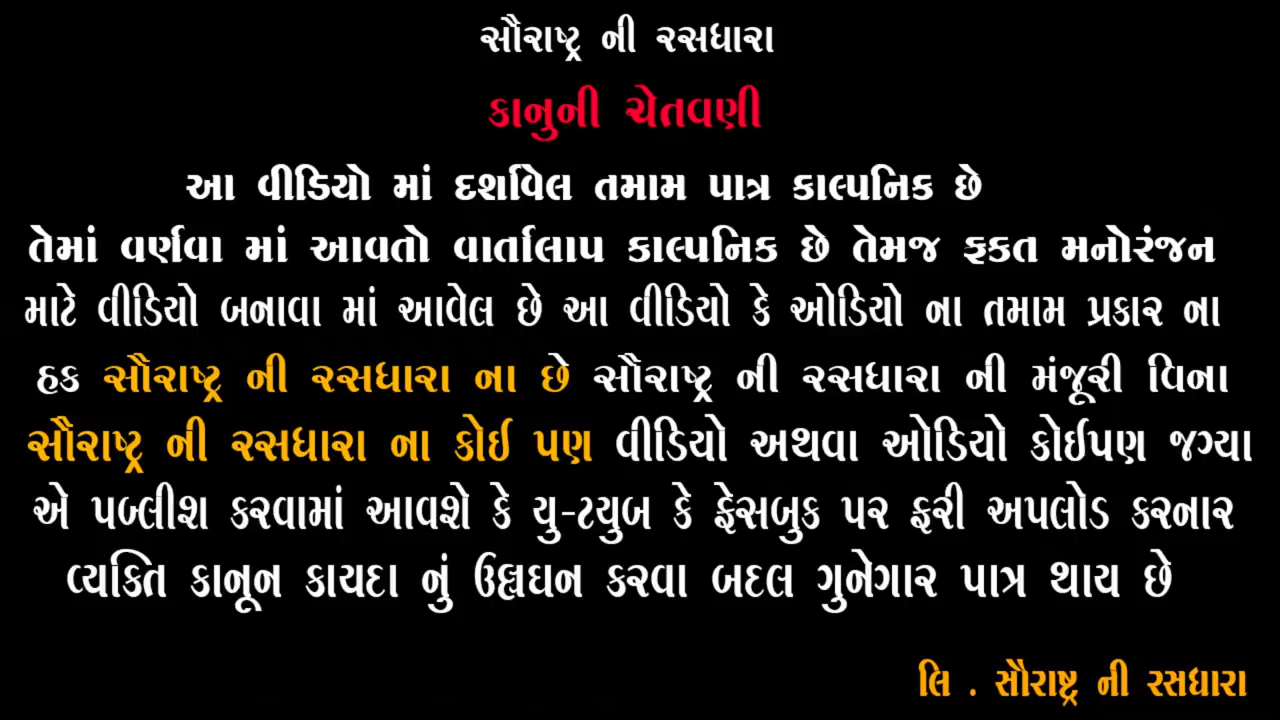 સૌરાષ્ટ્ર ની રસધારા
કાનુની ચેતવણી
આ વીડિયો માં દર્શાવેલ તમામ પાત્ર કાલ્પનિક છે
તેમાં વર્ણવા માં આવતો વાર્તાલાપ કાલ્પનિક છે તેમજ ફકત મનોરંજન
માટે વીડિયો બનાવા માં આવેલ છે આ વીડિયો કે ઓડિયો ના તમામ પ્રકાર ના
હક સૌરાષ્ટ્ર ની રસધારા ના છે સૌરાષ્ટ્ર ની રસધારા ની મંજૂરી વિના
સૌરાષ્ટ્ર ની રસધારા ના કોઈ પણ વીડિયો અથવા ઓડિયો કોઈપણ જગ્યા
એ પબ્લીશ કરવામાં આવશે કે યુ-ટયુબ કે ફેસબુક પર ફરી અપલોડ કરનાર
વ્યક્તિ કાનૂન કાયદા નું ઉલ્લઘન કરવા બદલ ગુનેગાર પાત્ર થાય છે
લિ . સૌરાષ્ટ્ર ની રસધારા